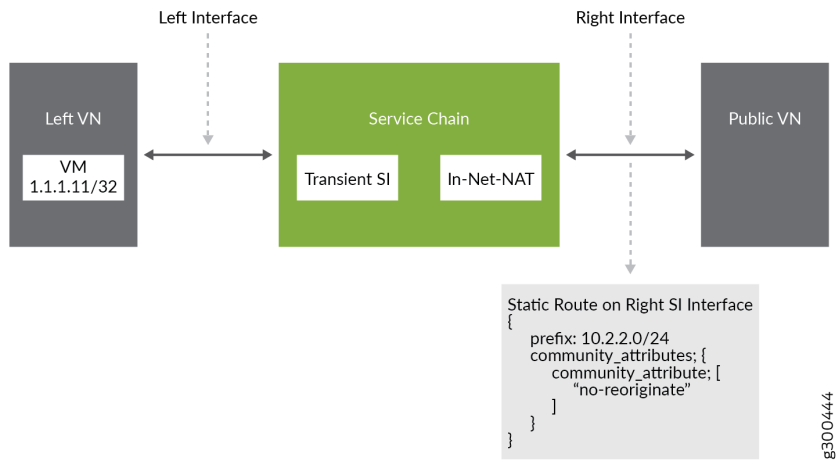 Left Interface
Right Interface
Left VN
Service Chain
Public VN
VM
1.1.1.11/32
Transient SI
In-Net-NAT
Static Route on Right SI Interface
{
prefix: 10.2.2.0/24
community_attributes; {
community_attribute; [
“no-reoriginate”
]
}
}
g300444